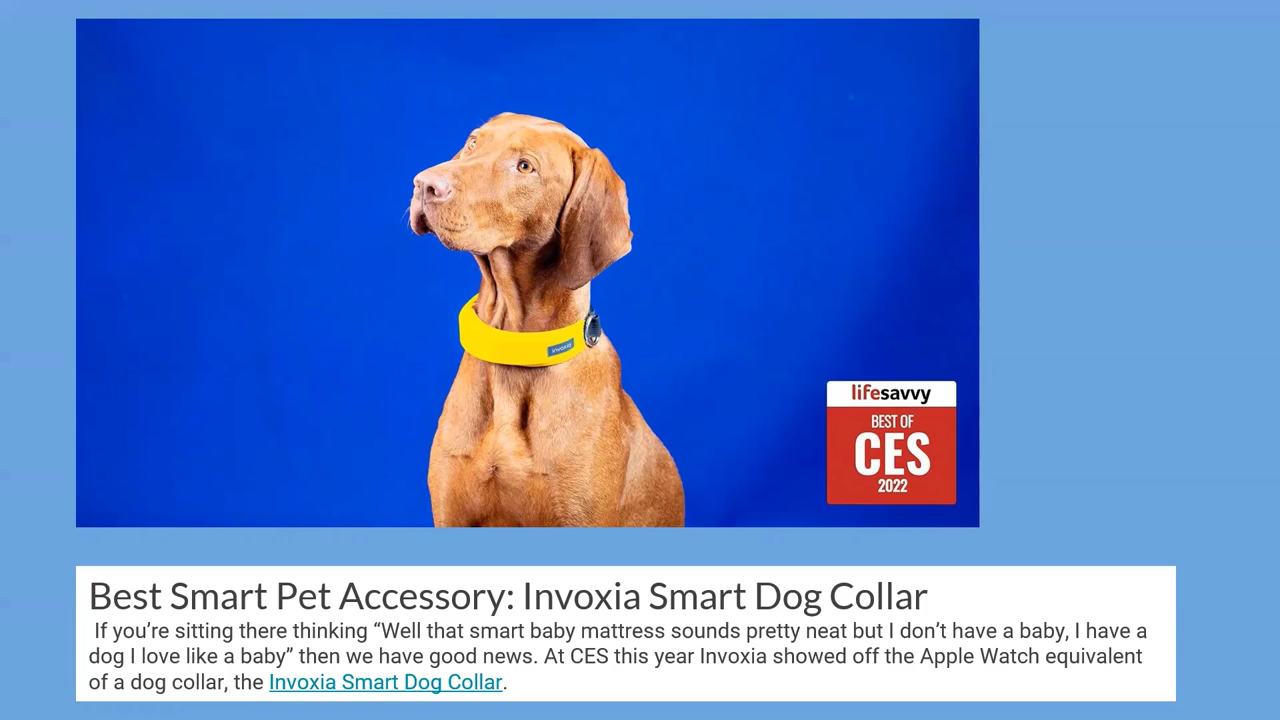 invoxia
lifesavvy
BEST OF
CES
2022
Best Smart Pet Accessory: Invoxia Smart Dog Collar
If you’re sitting there thinking “Well that smart baby mattress sounds pretty neat but I don’t have a baby, I have a
dog I love like a baby” then we have good news. At CES this year Invoxia showed off the Apple Watch equivalent
of a dog collar, the Invoxia Smart Dog Collar.